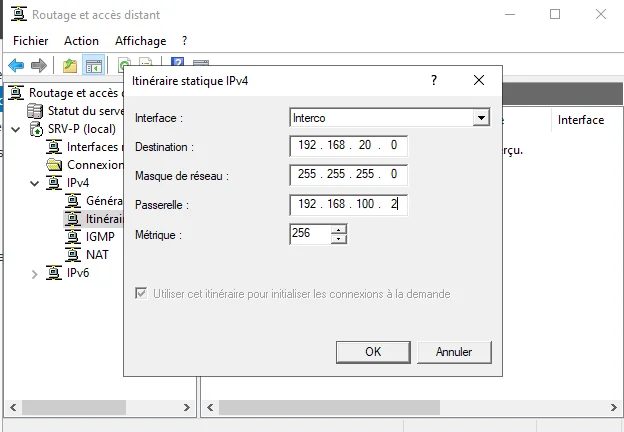 Routage et accès distant
Fichier Action Affichage ?
Itinéraire statique IPv4 ?
Routage et accès d
Statut du serve
SRV-P (local)
Interfaces r
Connexion
IPv4
Généra
Itinérai
IGMP
NAT
IPv6
Interface :
Interco
Destination :
192 . 168 . 20 . 0
Masque de réseau :
255 . 255 . 255 . 0
Passerelle :
192 . 168 . 100 . 2
Métrique :
256
Utiliser cet itinéraire pour initialiser les connexions à la demande
OK
Annuler
Interface
erçu.